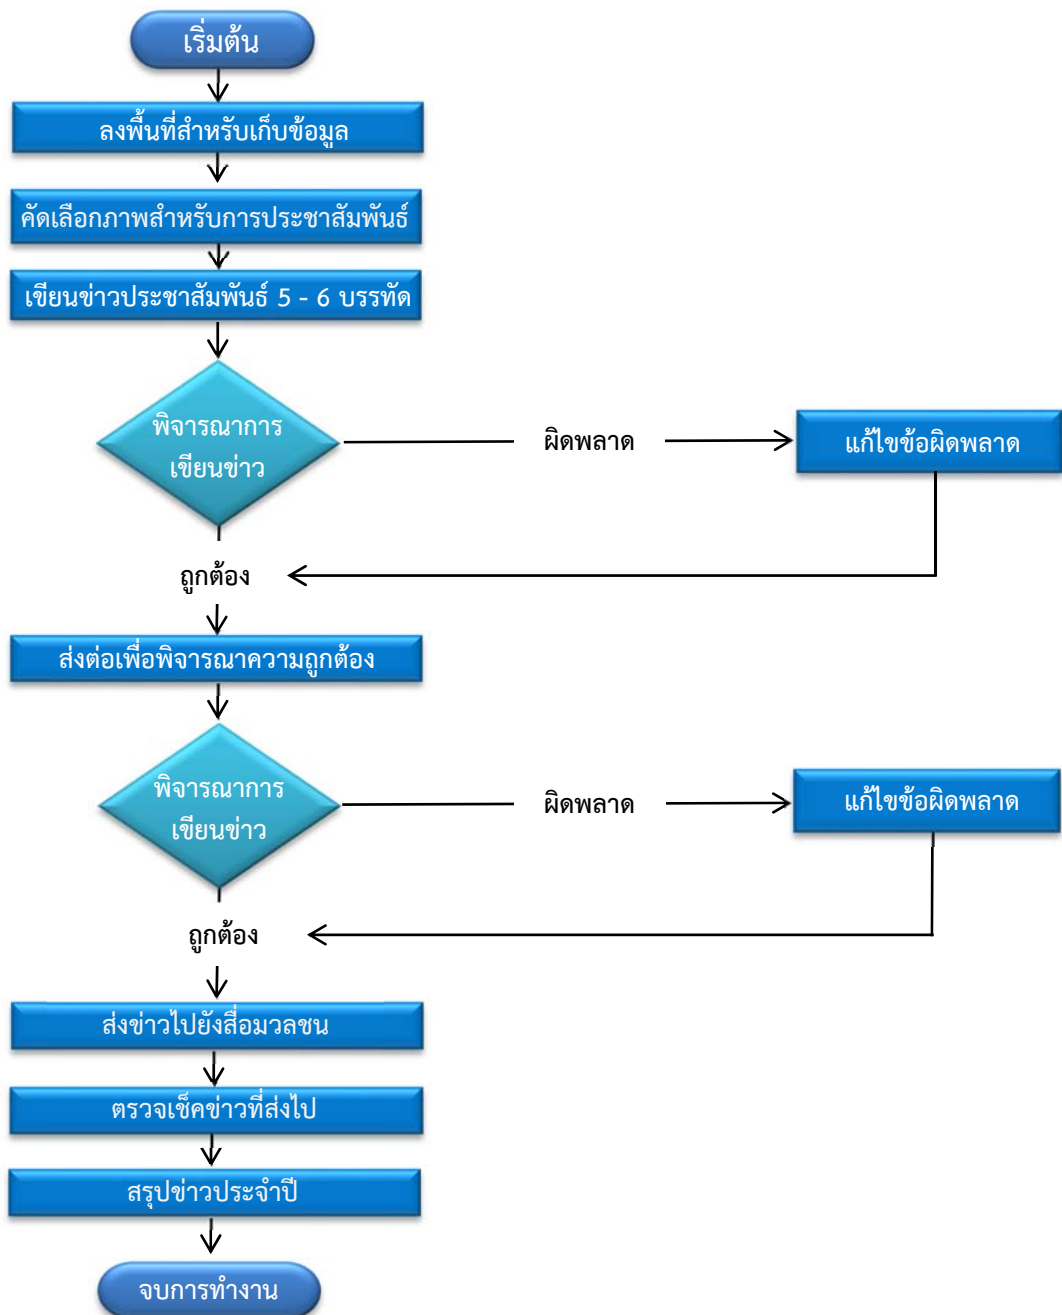 เริ่มต้น
ลงพื้นที่สำหรับเก็บข้อมูล
คัดเลือกภาพสำหรับการประชาสัมพันธ์
เขียนข่าวประชาสัมพันธ์ 5 - 6 บรรทัด
พิจารณาการ
เขียนข่าว
ผิดพลาด
แก้ไขข้อผิดพลาด
ถูกต้อง
ส่งต่อเพื่อพิจารณาความถูกต้อง
พิจารณาการ
เขียนข่าว
ผิดพลาด
แก้ไขข้อผิดพลาด
ถูกต้อง
ส่งข่าวไปยังสื่อมวลชน
ตรวจเช็คข่าวที่ส่งไป
สรุปข่าวประจำปี
จบการทำงาน